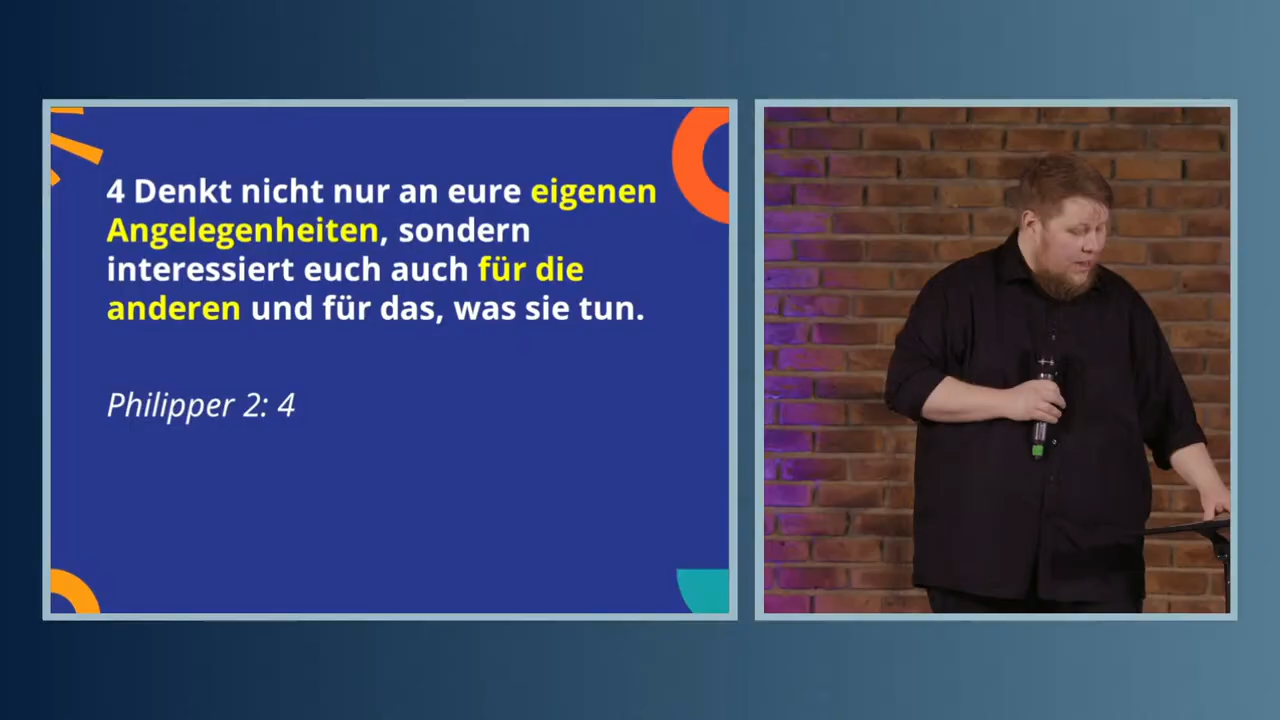 4 Denkt nicht nur an eure eigenen
Angelegenheiten, sondern
interessiert euch auch für die
anderen und für das, was sie tun.
Philipper 2: 4